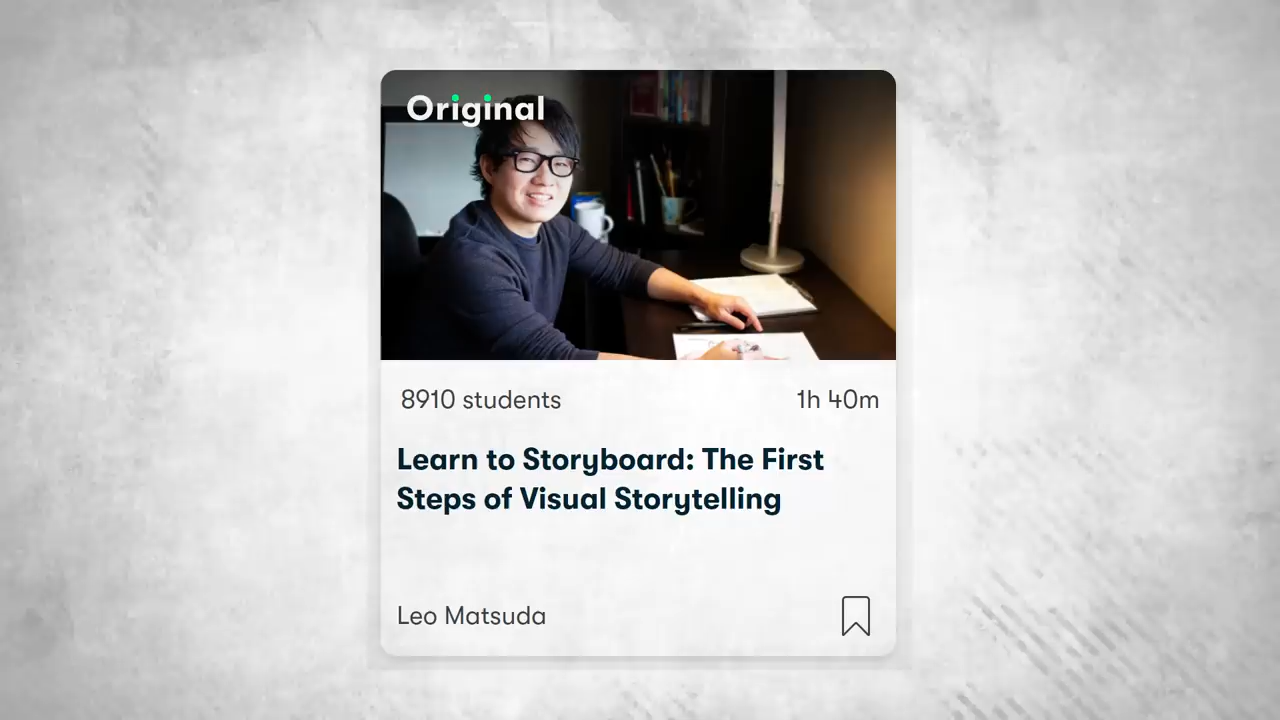 Original
8910 students
1h 40m
Learn to Storyboard: The First
Steps of Visual Storytelling
Leo Matsuda